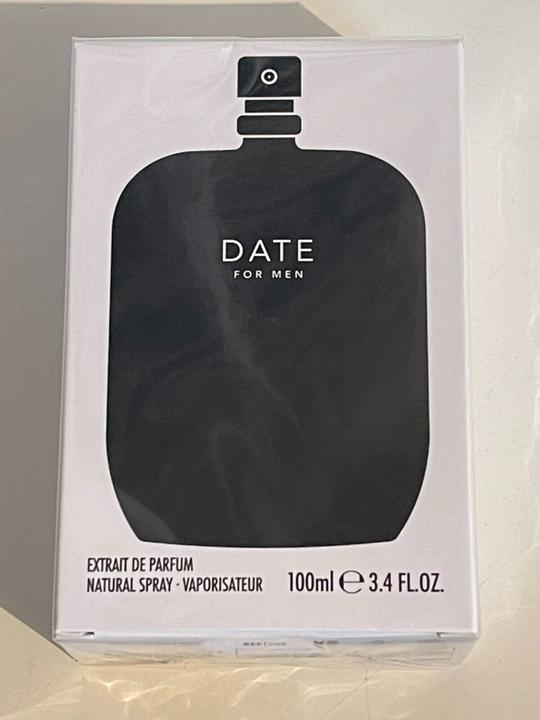 DATE
FOR MEN
EXTRAIT DE PARFUM
NATURAL SPRAY · VAPORISATEUR 100ml ℮ 3.4 FL.OZ.